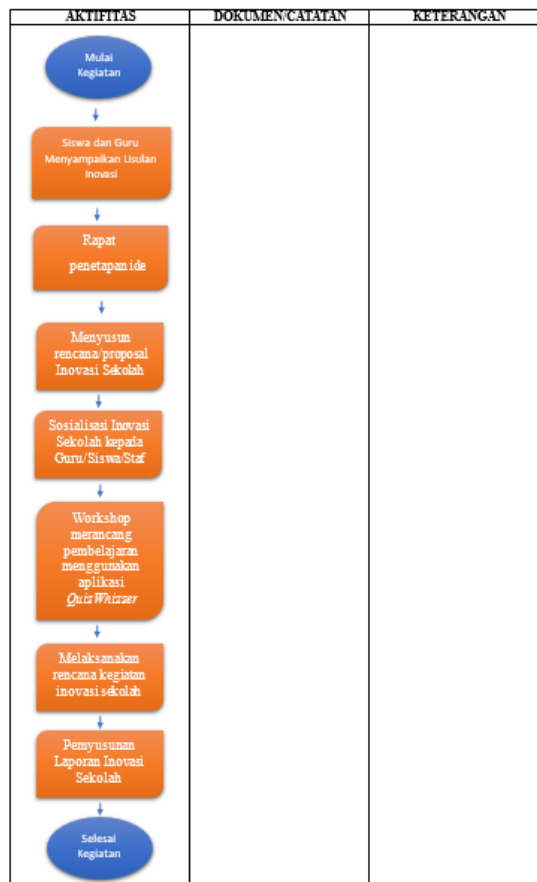 AKTIFITAS DOKUMEN/CATATAN KETERANGAN
Mulai
Kegiatan
Siswa dan Guru
Menyampaikan Usulan
Inovasi
Rapat
penetapan ide
Menyusun
rencana/proposal
Inovasi Sekolah
Sosialisasi Inovasi
Sekolah kepada
Guru/Siswa/Staf
Workshop
merancang
pembelajaran
menggunakan
aplikasi
QuizWhizzer
Melaksanakan
rencana kegiatan
inovasi sekolah
Pemyusunan
Laporan Inovasi
Sekolah
Selesai
Kegiatan